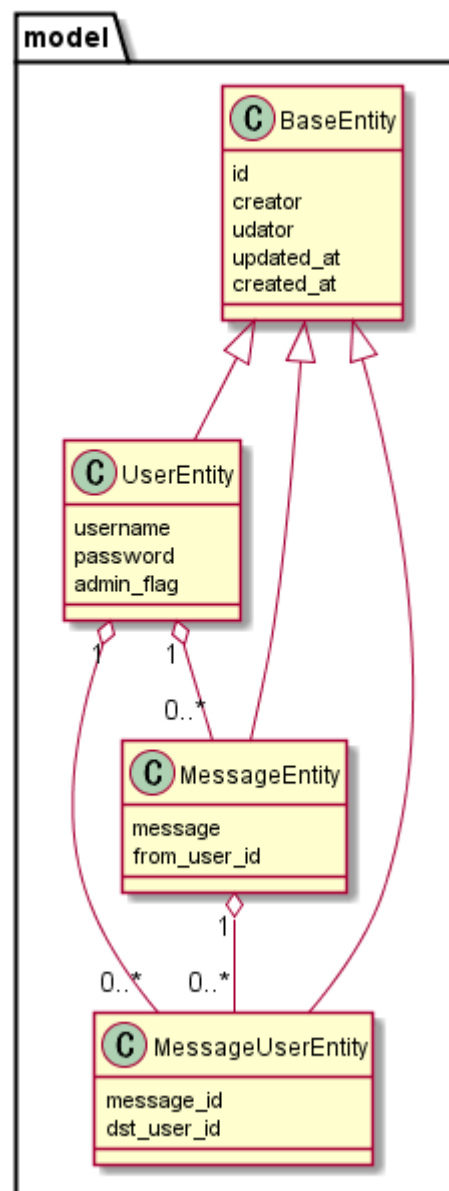 model
C BaseEntity
id
creator
udator
updated_at
created_at
C UserEntity
username
password
admin_flag
1
1
0..*
C MessageEntity
message
from_user_id
1
0..*
0..*
C MessageUserEntity
message_id
dst_user_id